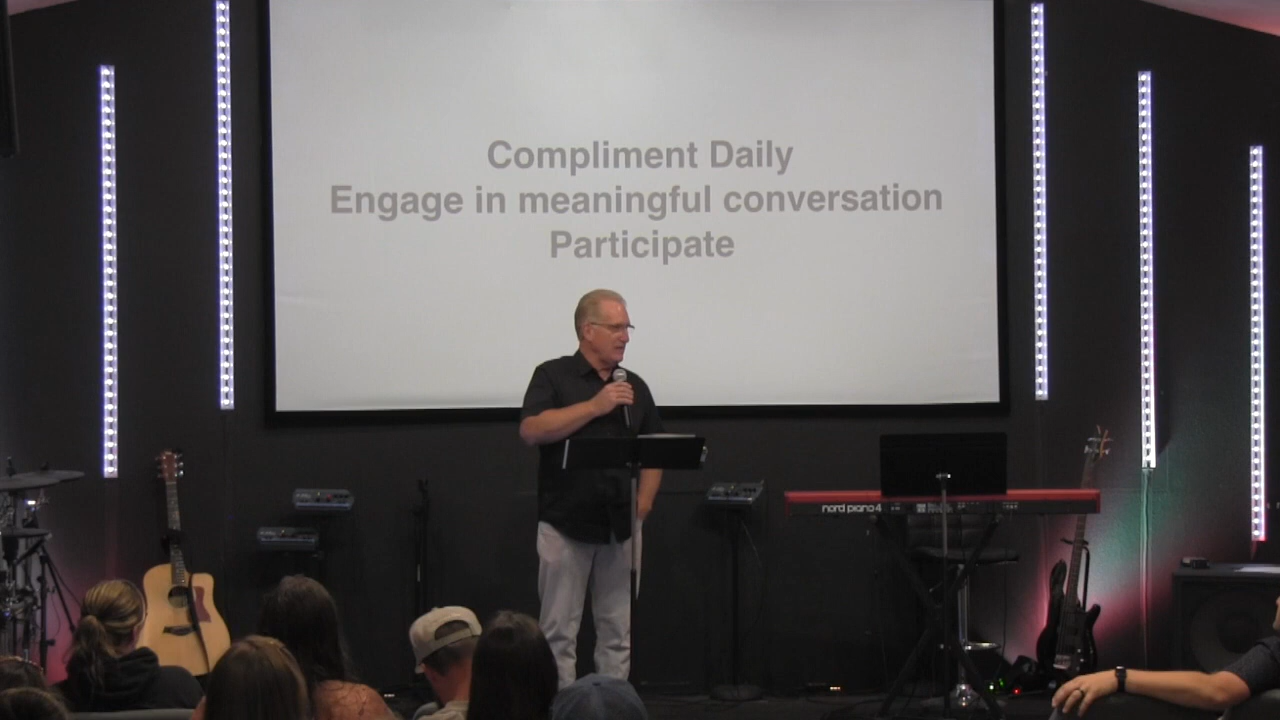 Compliment Daily
Engage in meaningful conversation
Participate
nord piano 4